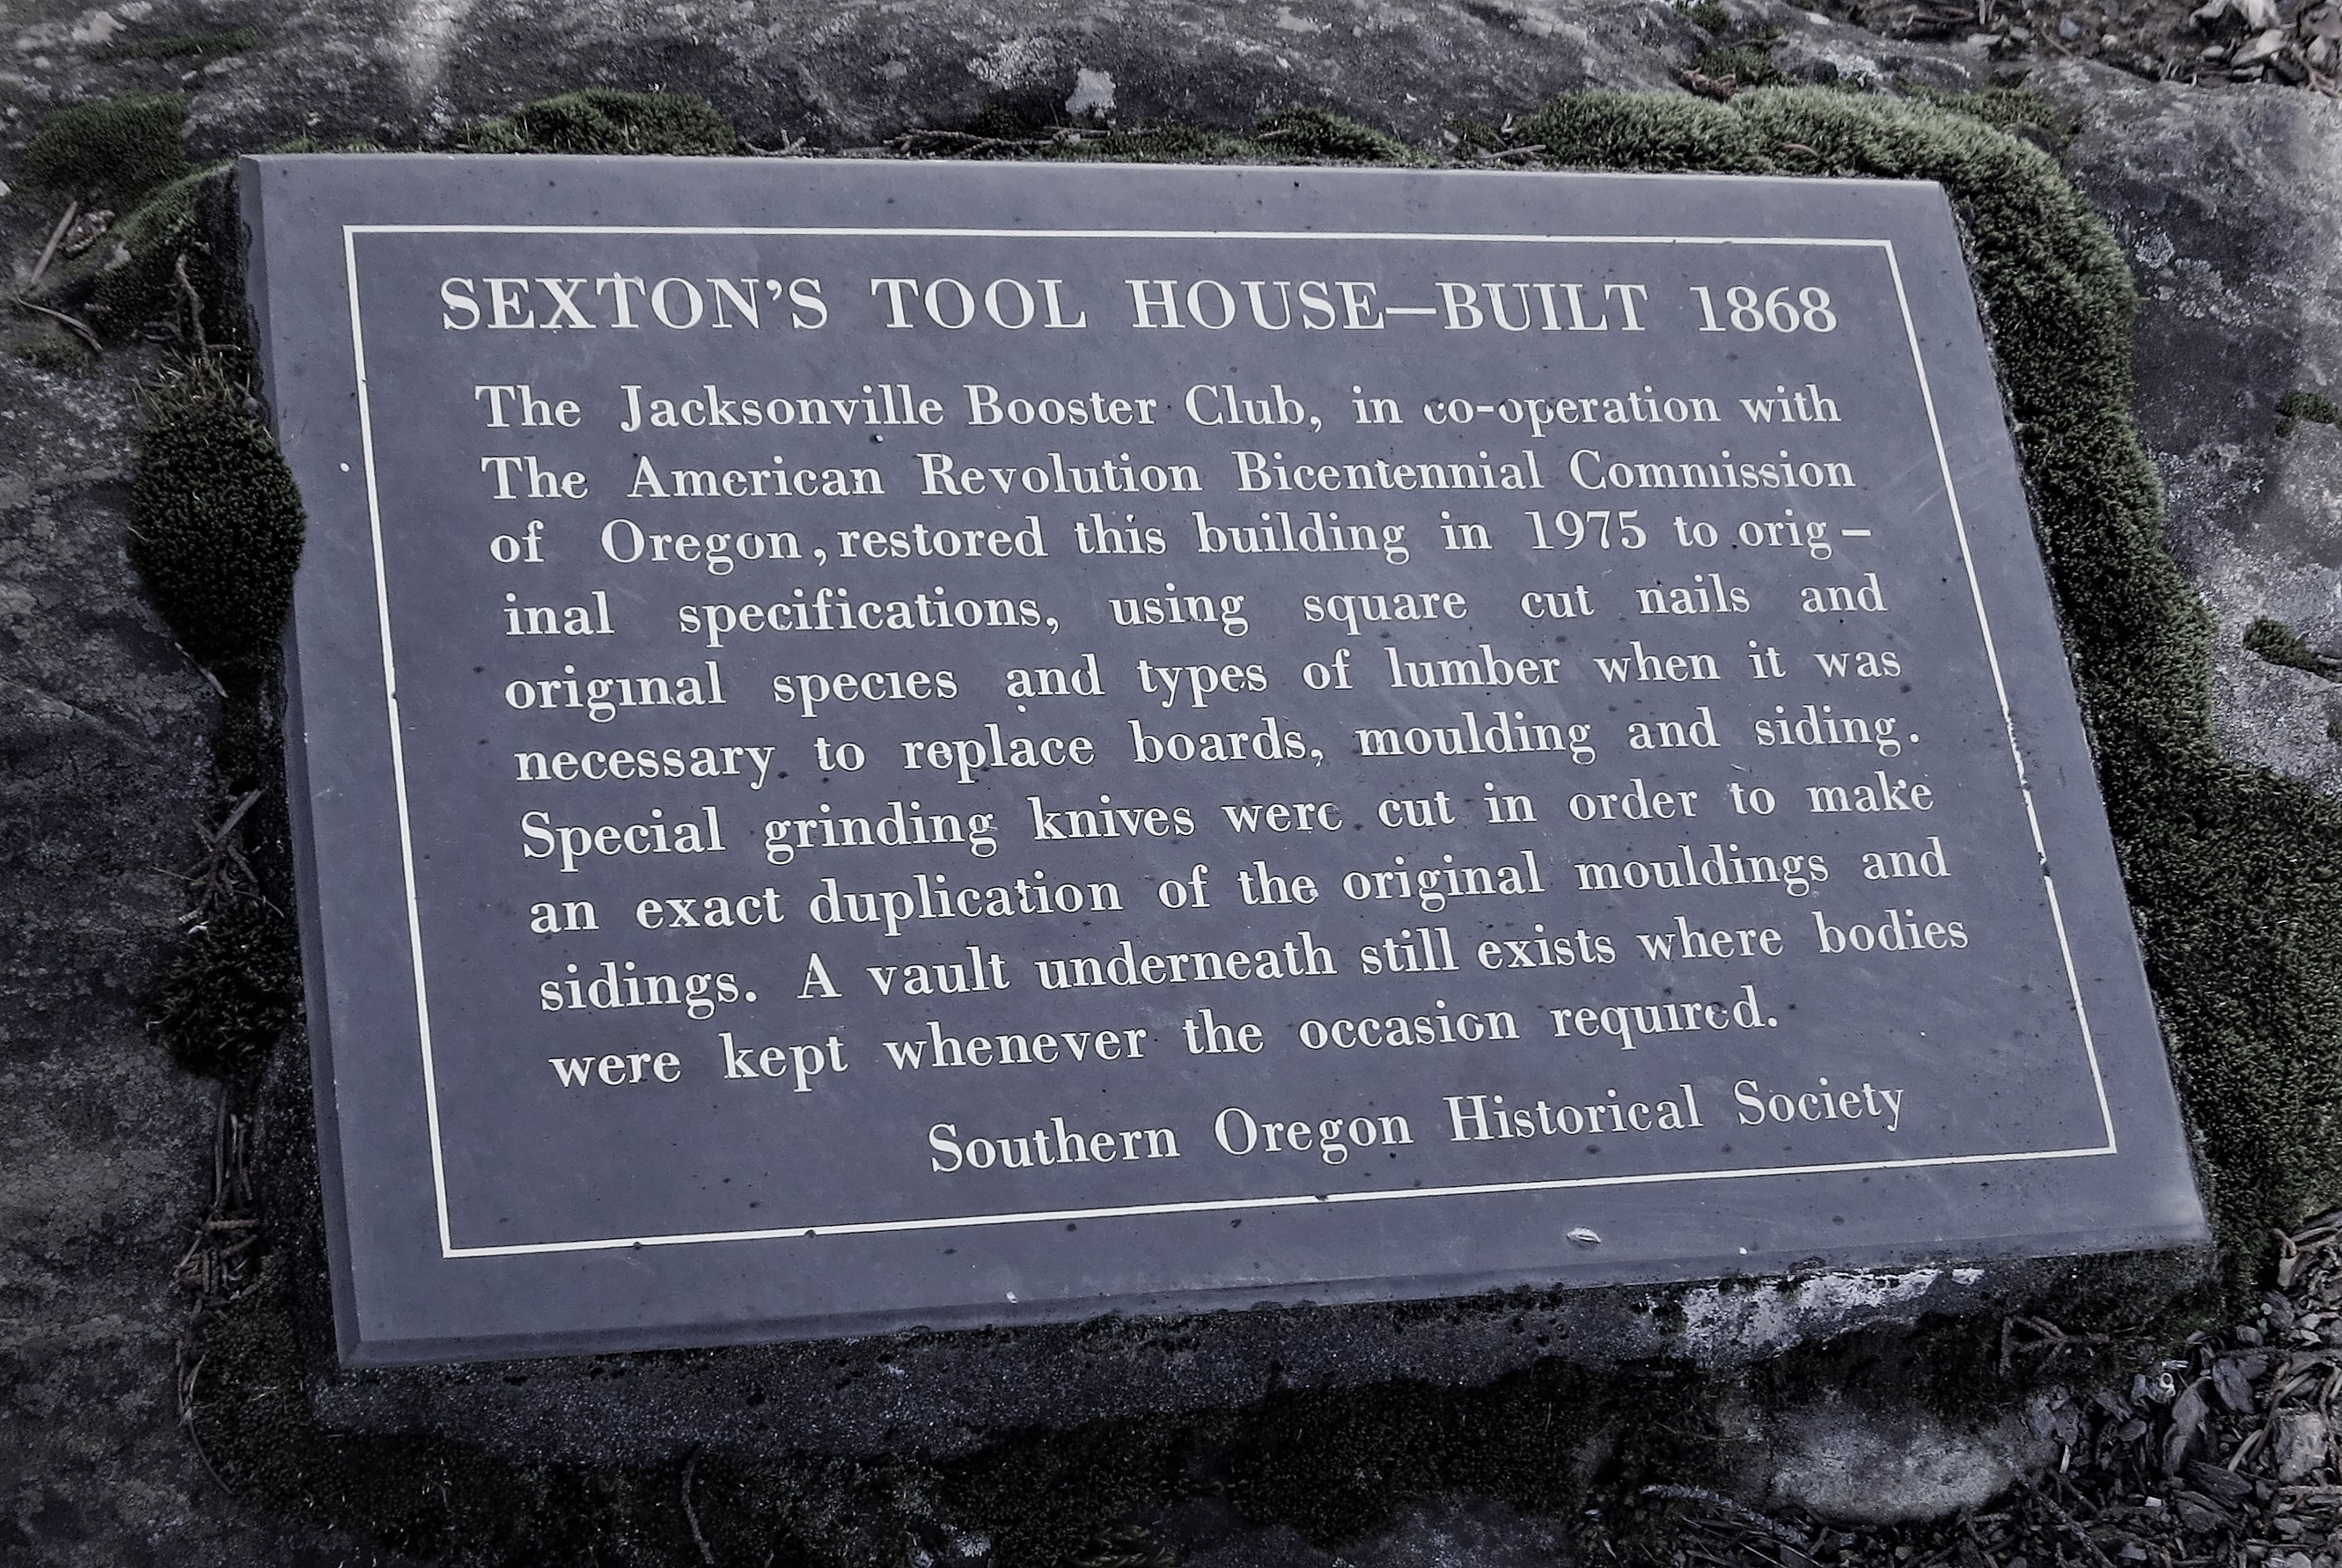 SEXTON'S TOOL HOUSE—BUILT 1868
The Jacksonville Booster Club, in co-operation with
The American Revolution Bicentennial Commission
of Oregon, restored this building in 1975 to orig-
inal specifications, using square cut nails and
original species and types of lumber when it was
necessary to replace boards, moulding and siding.
Special grinding knives were cut in order to make
an exact duplication of the original mouldings and
sidings. A vault underneath still exists where bodies
were kept whenever the occasion required.
Southern Oregon Historical Society